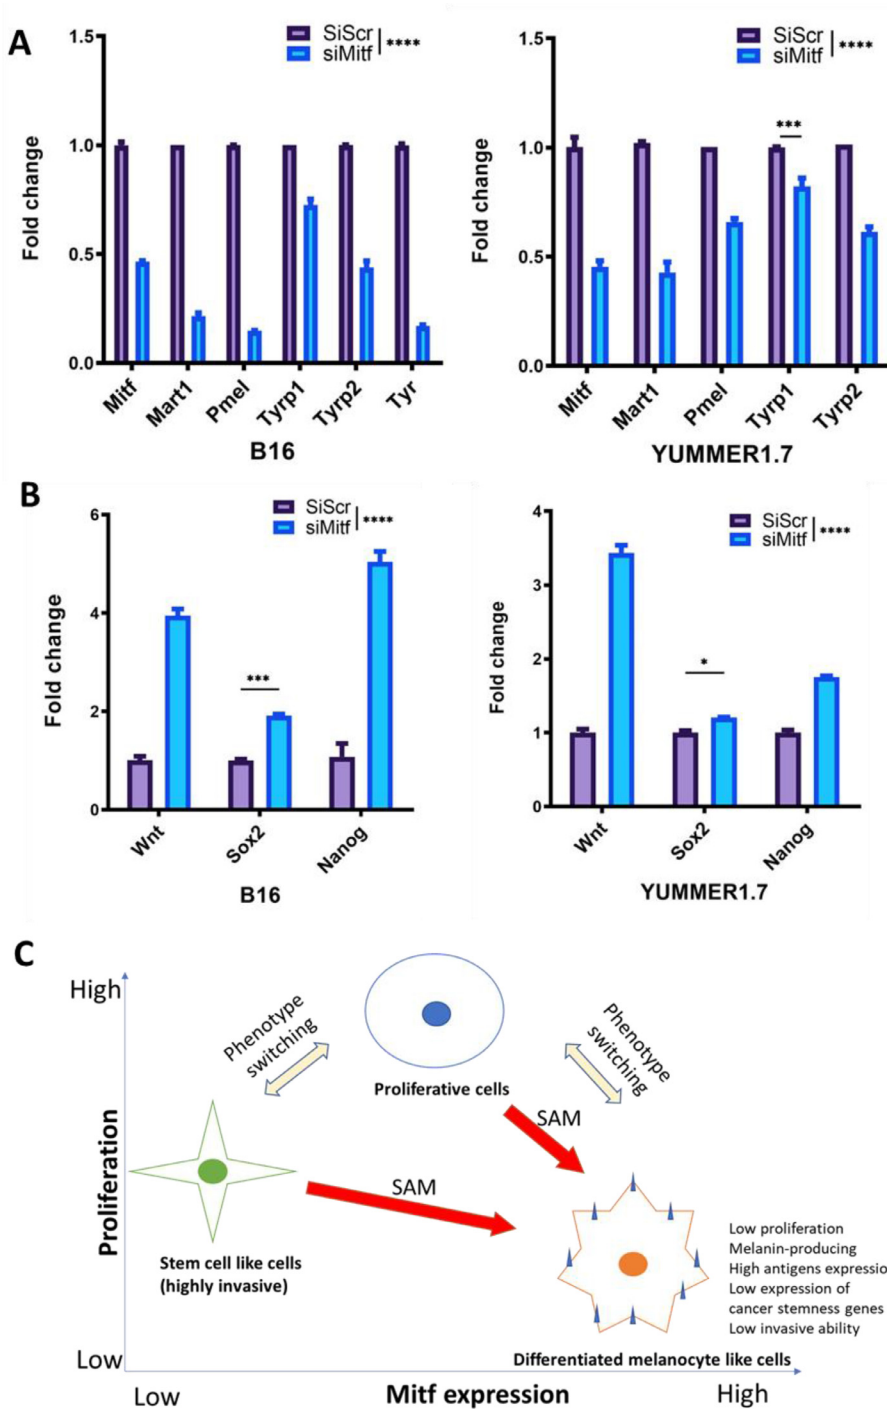 A
SiScr
siMitf
****
Fold change
1.5
1.0
0.5
0.0
Mitf
Mart1
Pmel
Tyrp1
Tyrp2
Tyr
B16
SiScr
siMitf
****
***
Fold change
1.5
1.0
0.5
0.0
Mitf
Mart1
Pmel
Tyrp1
Tyrp2
YUMMER1.7
B
SiScr
siMitf
****
***
Fold change
6
4
2
0
Wnt
Sox2
Nanog
B16
SiScr
siMitf
****
*
Fold change
4
3
2
1
0
Wnt
Sox2
Nanog
YUMMER1.7
C
High
Proliferation
Low
Phenotype
switching
Proliferative cells
Phenotype
switching
SAM
SAM
Stem cell like cells
(highly invasive)
Low proliferation
Melanin-producing
High antigens expressio
Low expression of
cancer stemness genes
Low invasive ability
Differentiated melanocyte like cells
Low
Mitf expression
High